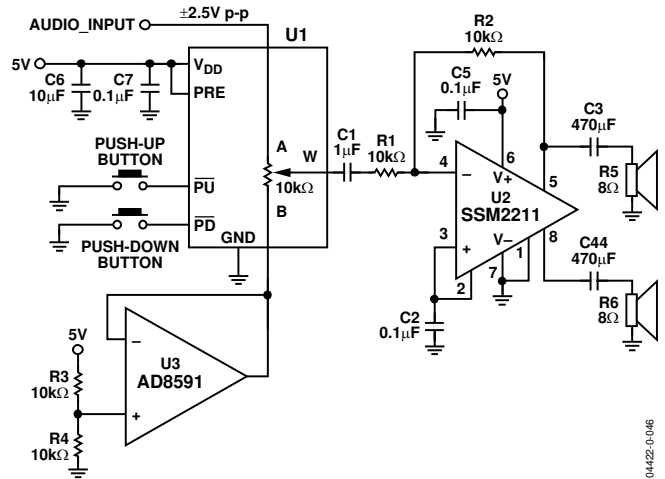 AUDIO_INPUT
±2.5V p-p
U1
5V
C6
10µF
C7
0.1µF
VDD
PRE
PUSH-UP
BUTTON
PU
PD
PUSH-DOWN
BUTTON
GND
A
W
10kΩ
B
C1
1µF
R1
10kΩ
R2
10kΩ
C5
0.1µF
5V
4
–
6
V+
U2
SSM2211
5
3
+
V–
1
8
2
7
C2
0.1µF
C3
470µF
R5
8Ω
C44
470µF
R6
8Ω
–
U3
AD8591
+
5V
R3
10kΩ
R4
10kΩ
04422-0-046